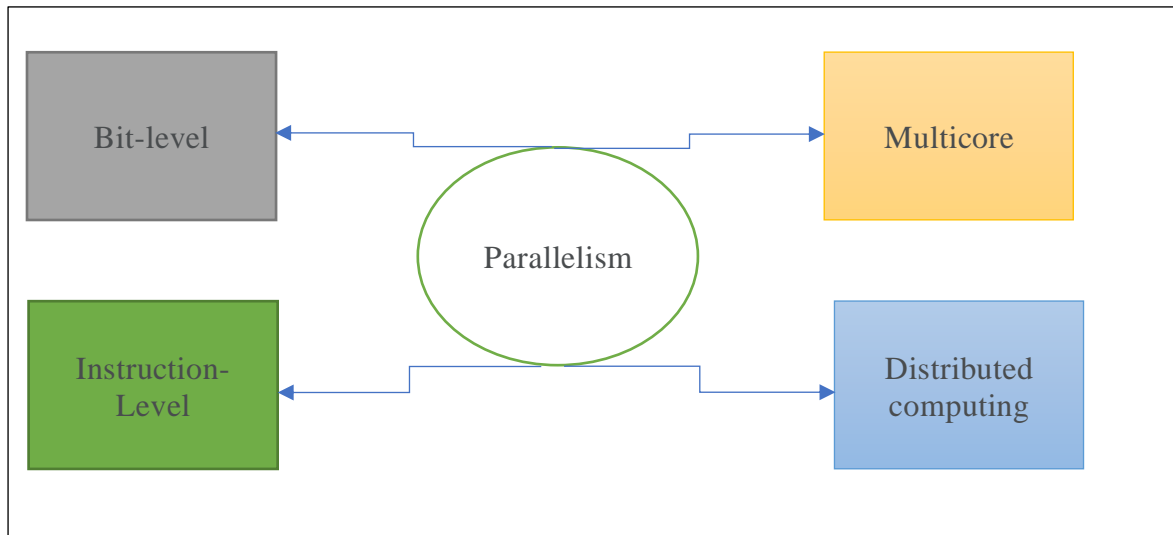 Bit-level
Multicore
Parallelism
Instruction-
Level
Distributed
computing